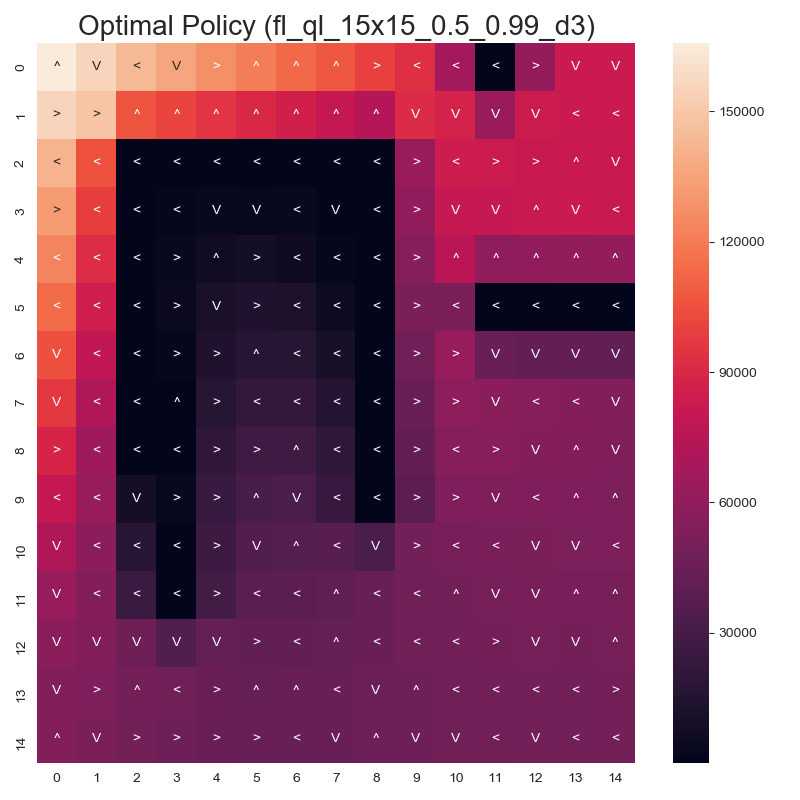 Optimal Policy (fl_ql_15x15_0.5_0.99_d3)
0 ^ V < V > ^ ^ ^ > < < < > V V
1 > > ^ ^ ^ ^ ^ ^ ^ V V V V < <
2 < < < < < < < < < > < > > ^ V
3 > < < < V V < V < > V V ^ V <
4 < < < > ^ > < < < > ^ ^ ^ ^ ^
5 < < < > V > < < < > < < < < <
6 V < < > > ^ < < < > > V V V V
7 V < < ^ > < < < < > > V < < V
8 > < < < > > ^ < < > < > V ^ V
9 < < V > > ^ V < < > > V < ^ ^
10 V < < < > V ^ < V > < < V V <
11 V < < < > < < ^ < < ^ V V ^ ^
12 V V V V V > < ^ < < < > V V ^
13 V > ^ < > ^ ^ < V ^ < < < < >
14 ^ V > > > > < V ^ V V < V < <
0 1 2 3 4 5 6 7 8 9 10 11 12 13 14
150000
120000
90000
60000
30000